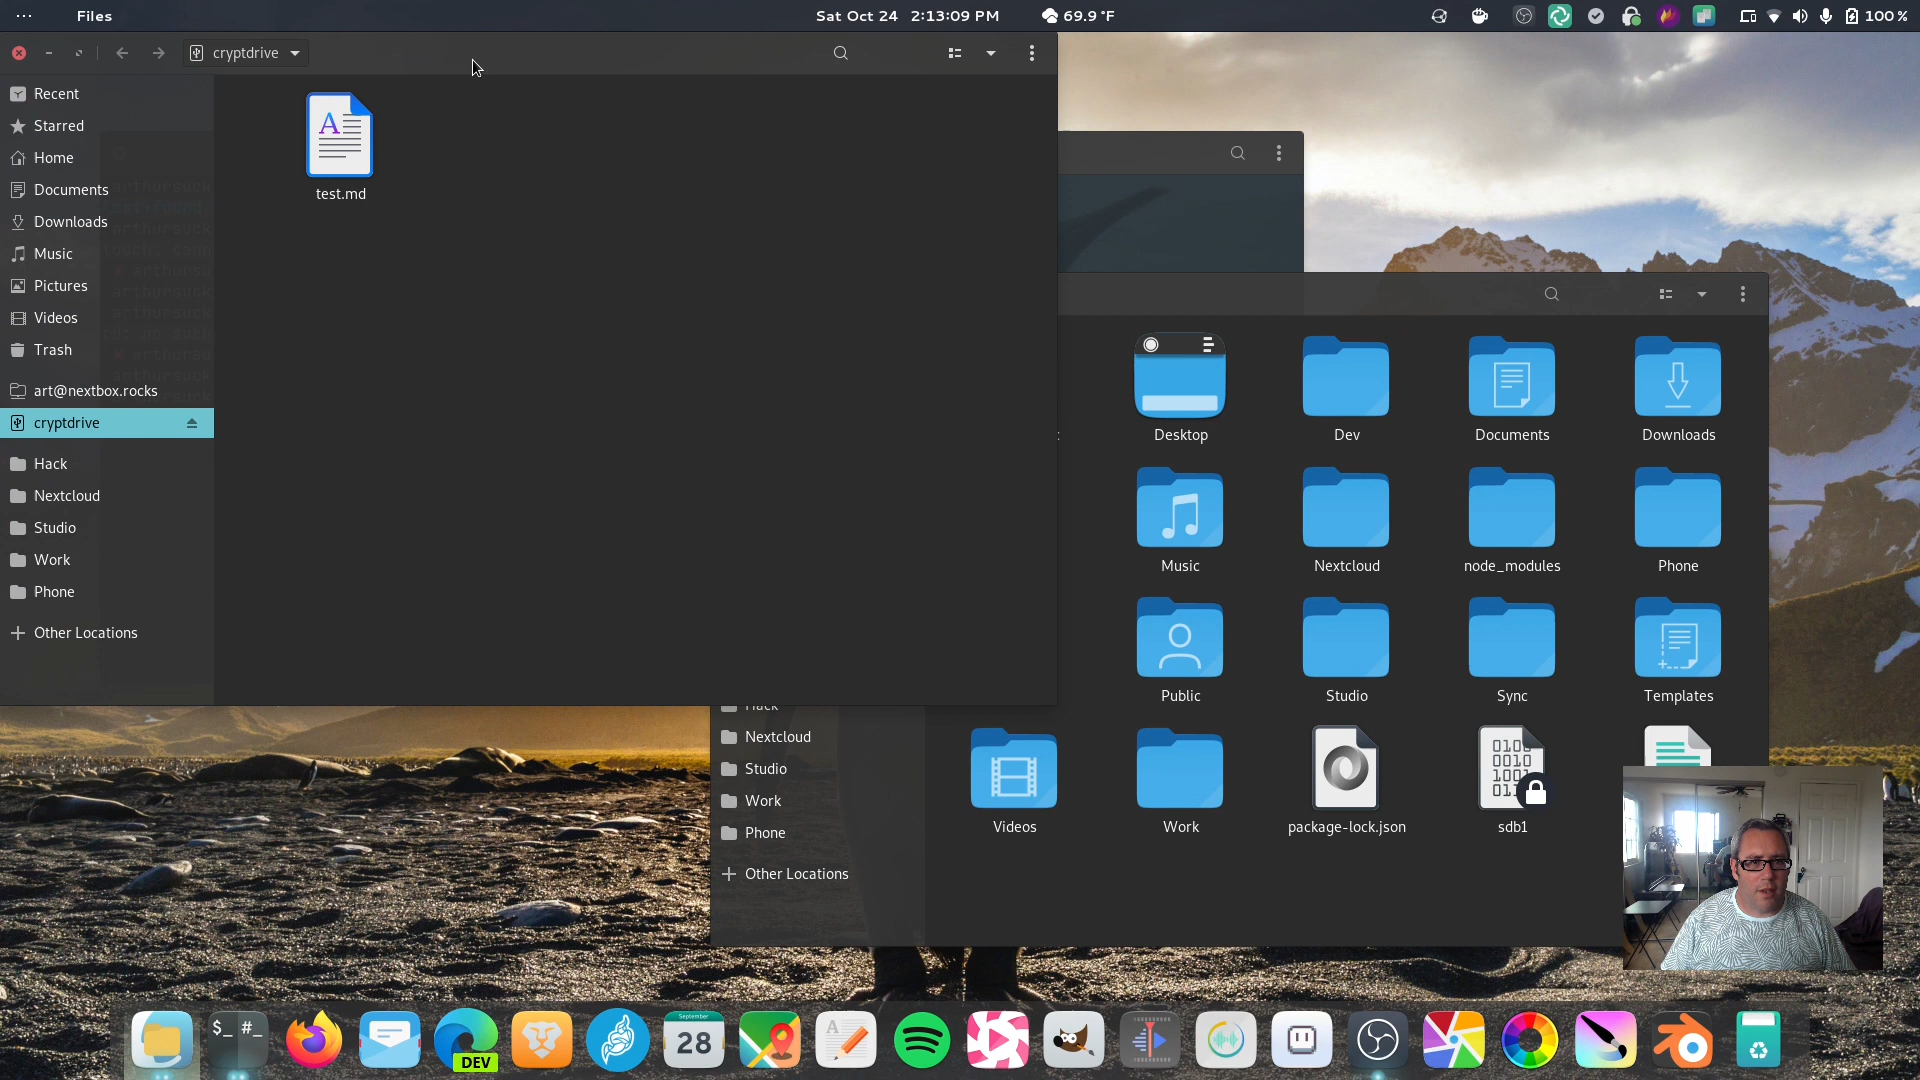 Files
Sat Oct 24 2:13:09 PM
69.9 °F
100 %
cryptdrive
Recent
Starred
Home
Documents
Downloads
Music
Pictures
Videos
Trash
art@nextbox.rocks
cryptdrive
Hack
Nextcloud
Studio
Work
Phone
Other Locations
test.md
Desktop
Dev
Documents
Downloads
Music
Nextcloud
node_modules
Phone
Public
Studio
Sync
Templates
Videos
Work
package-lock.json
sdb1
Hack
Nextcloud
Studio
Work
Phone
Other Locations
$_ #_
DEV
September
28